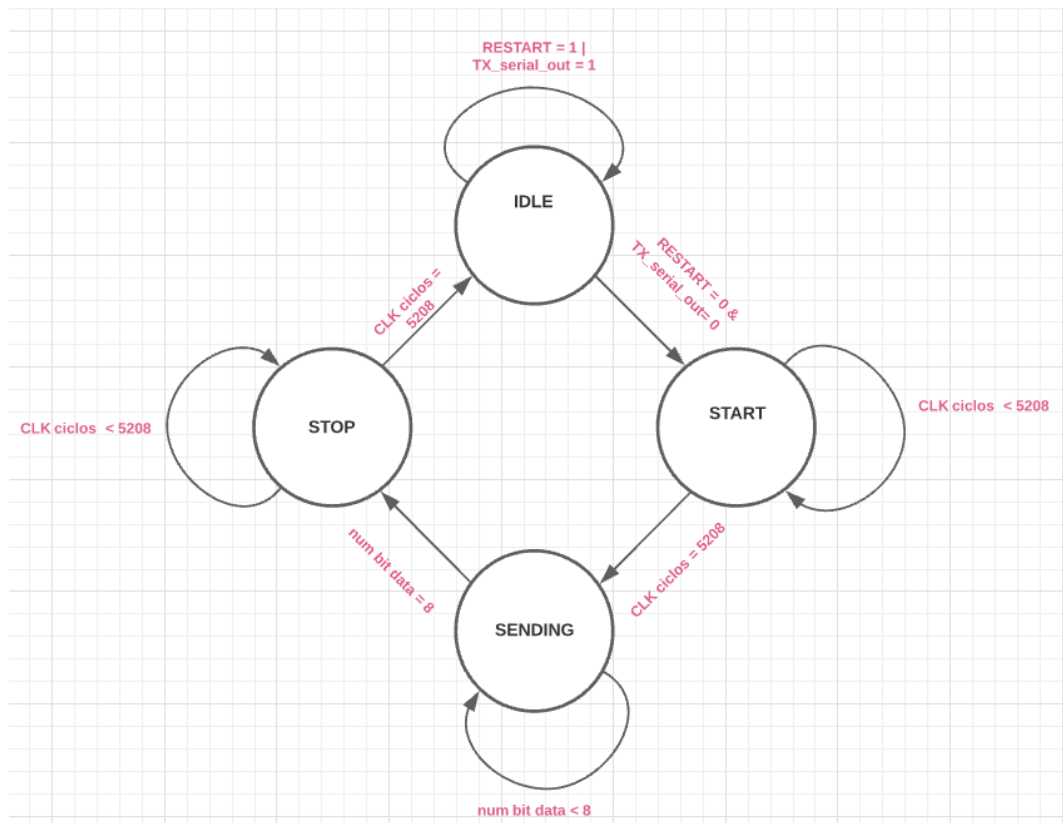 RESTART = 1 |
TX_serial_out = 1
IDLE
RESTART = 0 &
TX_serial_out= 0
CLK ciclos =
5208
START
CLK ciclos < 5208
STOP
CLK ciclos < 5208
CLK ciclos = 5208
num bit data = 8
SENDING
num bit data < 8